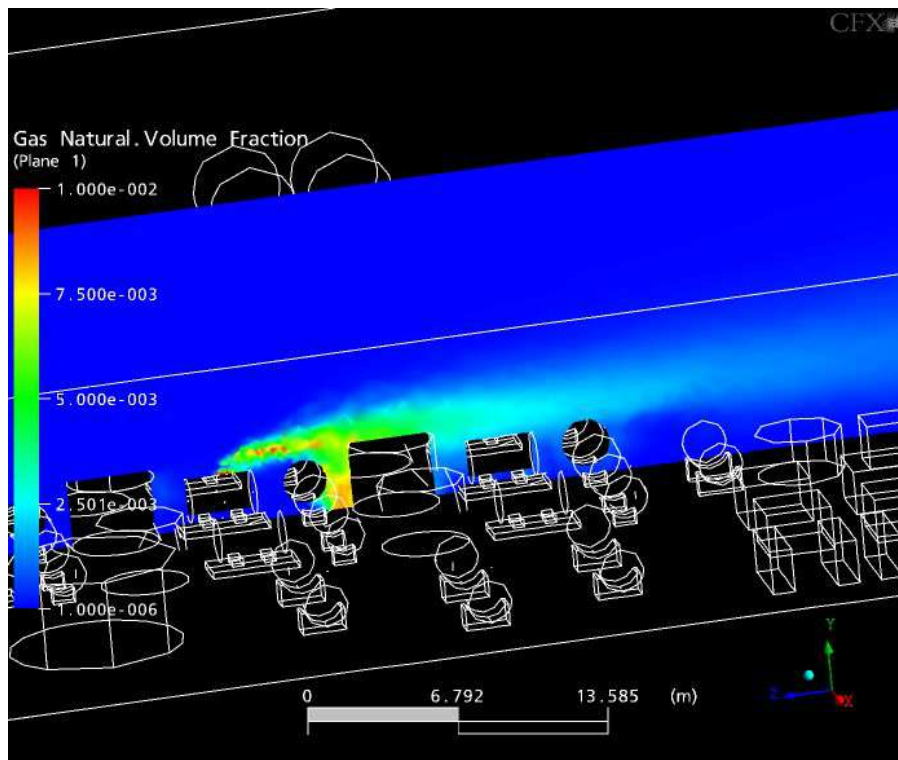 CFX
Gas Natural.Volume Fraction
(Plane 1)
1.000e-002
7.500e-003
5.000e-003
2.501e-003
1.000e-006
0 6.792 13.585 (m)
Y
Z
X